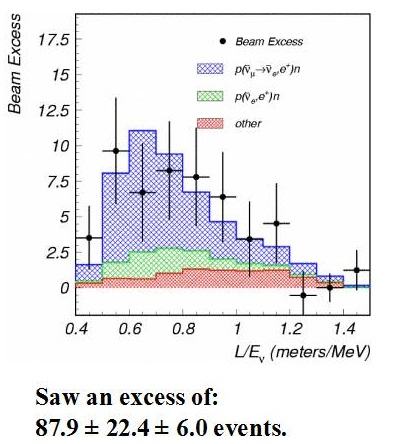 Beam Excess
17.5
15
12.5
10
7.5
5
2.5
0
Beam Excess
p(ν̄μ→ν̄e,e⁺)n
p(ν̄e,e⁺)n
other
0.4 0.6 0.8 1 1.2 1.4
L/Eν (meters/MeV)
Saw an excess of:
87.9 ± 22.4 ± 6.0 events.